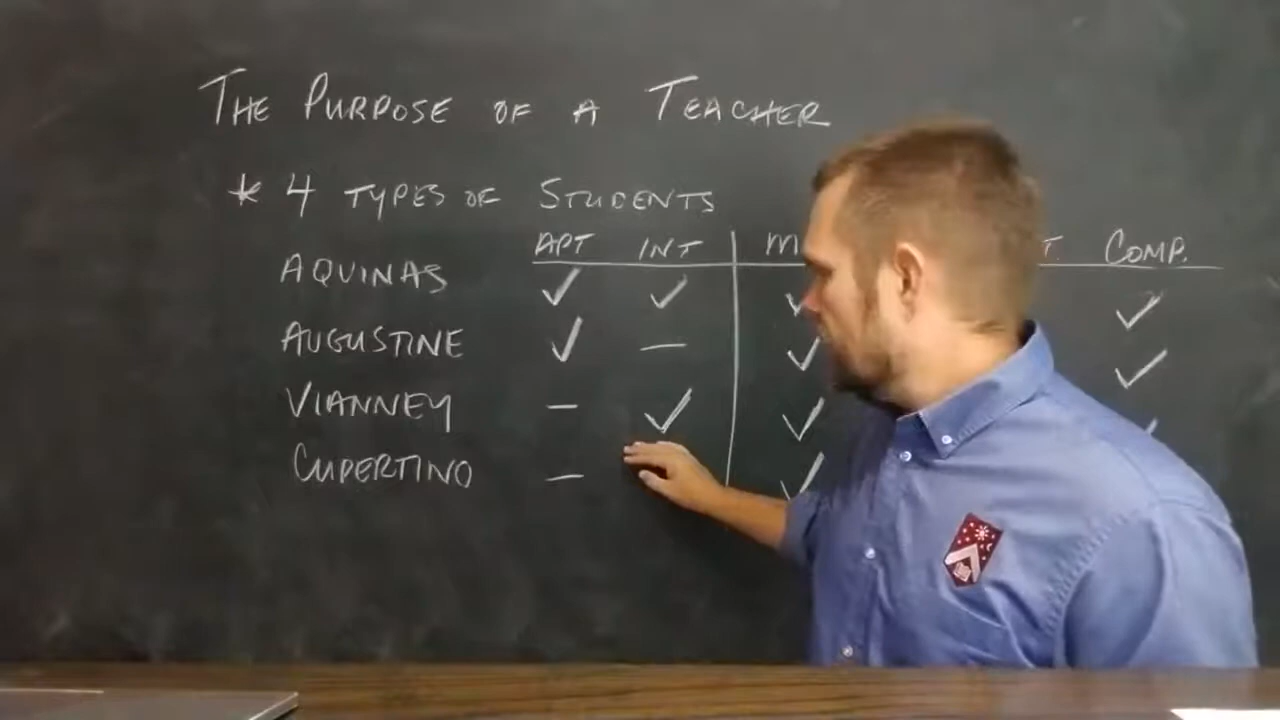 THE PURPOSE OF A TEACHER
* 4 TYPES OF STUDENTS
APT INT COMP.
AQUINAS ✓ ✓ ✓ ✓
AUGUSTINE ✓ — ✓ ✓
VIANNEY — ✓ ✓ ✓
CUPERTINO — ✓